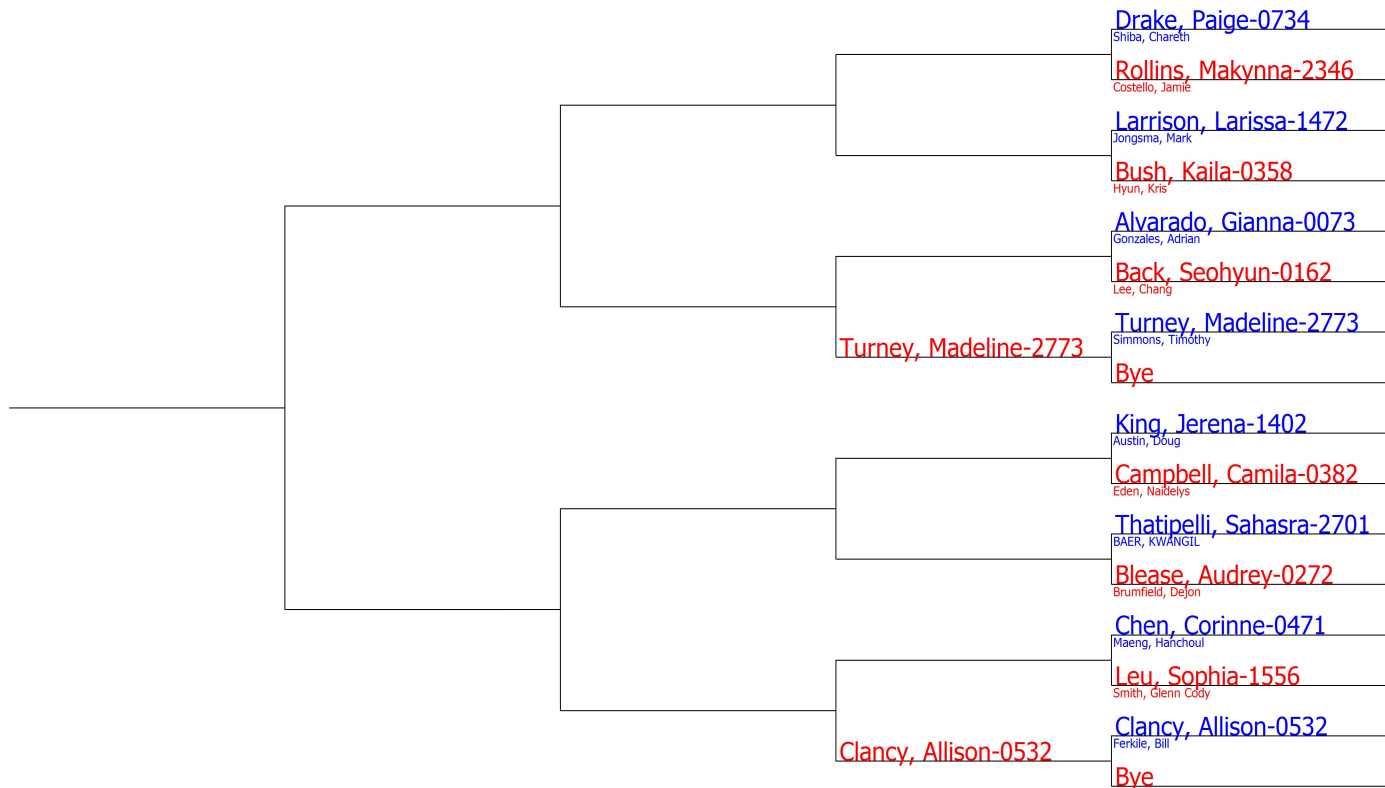 Drake, Paige-0734
Shiba, Chareth
Rollins, Makynna-2346
Costello, Jamie
Larrison, Larissa-1472
Jongsma, Mark
Bush, Kaila-0358
Hyun, Kris
Alvarado, Gianna-0073
Gonzales, Adrian
Back, Seohyun-0162
Lee, Chang
Turney, Madeline-2773
Simmons, Timothy
Turney, Madeline-2773
Bye
King, Jerena-1402
Austin, Doug
Campbell, Camila-0382
Eden, Naidelys
Thatipelli, Sahasra-2701
BAER, KWANGIL
Blease, Audrey-0272
Brumfield, Dejon
Chen, Corinne-0471
Maeng, Hanchoul
Leu, Sophia-1556
Smith, Glenn Cody
Clancy, Allison-0532
Ferkile, Bill
Clancy, Allison-0532
Bye